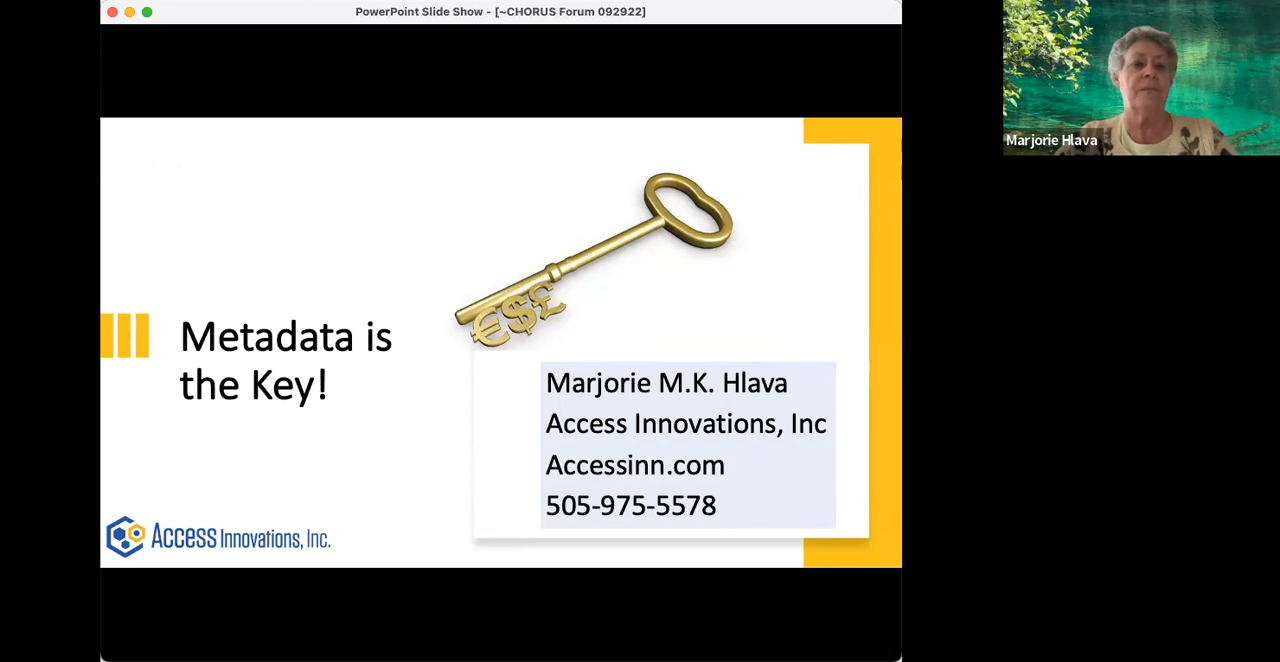 PowerPoint Slide Show - [~CHORUS Forum 092922]
Marjorie Hlava
€$£
Metadata is
the Key!
Marjorie M.K. Hlava
Access Innovations, Inc
Accessinn.com
505-975-5578
Access Innovations, Inc.